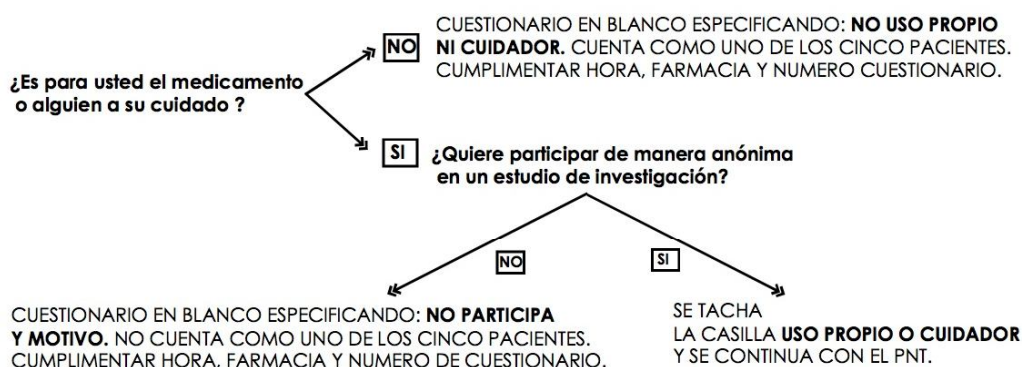 CUESTIONARIO EN BLANCO ESPECIFICANDO: NO USO PROPIO
NO NI CUIDADOR. CUENTA COMO UNO DE LOS CINCO PACIENTES.
CUMPLIMENTAR HORA, FARMACIA Y NUMERO CUESTIONARIO.
¿Es para usted el medicamento
o alguien a su cuidado ?
SI ¿Quiere participar de manera anónima
en un estudio de investigación?
NO
SI
CUESTIONARIO EN BLANCO ESPECIFICANDO: NO PARTICIPA
Y MOTIVO. NO CUENTA COMO UNO DE LOS CINCO PACIENTES.
CUMPLIMENTAR HORA, FARMACIA Y NUMERO DE CUESTIONARIO.
SE TACHA
LA CASILLA USO PROPIO O CUIDADOR
Y SE CONTINUA CON EL PNT.